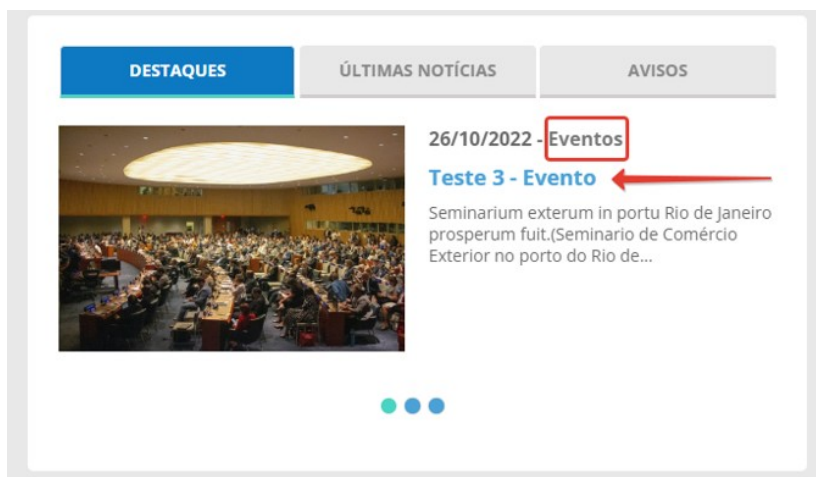 DESTAQUES
ÚLTIMAS NOTÍCIAS
AVISOS
26/10/2022 - Eventos
Teste 3 - Evento
Seminarium exterum in portu Rio de Janeiro
prosperum fuit.(Seminario de Comércio
Exterior no porto do Rio de...